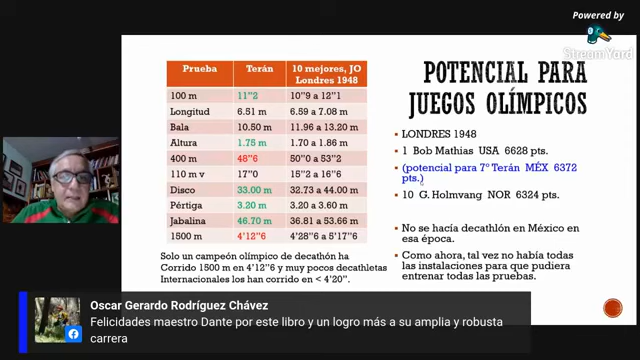 Powered by
StreamYard
POTENCIAL PARA
JUEGOS OLÍMPICOS
Prueba Terán 10 mejores, JO
Londres 1948
100 m 11"2 10"9 a 12"1
Longitud 6.51 m 6.59 a 7.08 m
Bala 10.50 m 11.96 a 13.20 m
Altura 1.75 m 1.70 a 1.86 m
400 m 48"6 50"0 a 53"2
110 m v 17"0 15"2 a 16"6
Disco 33.00 m 32.73 a 44.00 m
Pértiga 3.20 m 3.20 a 3.60 m
Jabalina 46.70 m 36.81 a 53.66 m
1500 m 4'12"6 4'28"6 a 5'17"6
Solo un campeón olímpico de decathón ha
Corrido 1500 m en 4'12"6 y muy pocos decathletas
Internacionales los han corrido en < 4'20".
LONDRES 1948
1 Bob Mathias USA 6628 pts.
(potencial para 7° Terán MÉX 6372
pts.)
10 G. Holmvang NOR 6324 pts.
No se hacía decathlón en México en
esa época.
Como ahora, tal vez no había todas
las instalaciones para que pudiera
entrenar todas las pruebas.
Oscar Gerardo Rodríguez Chávez
Felicidades maestro Dante por este libro y un logro más a su amplia y robusta
carrera